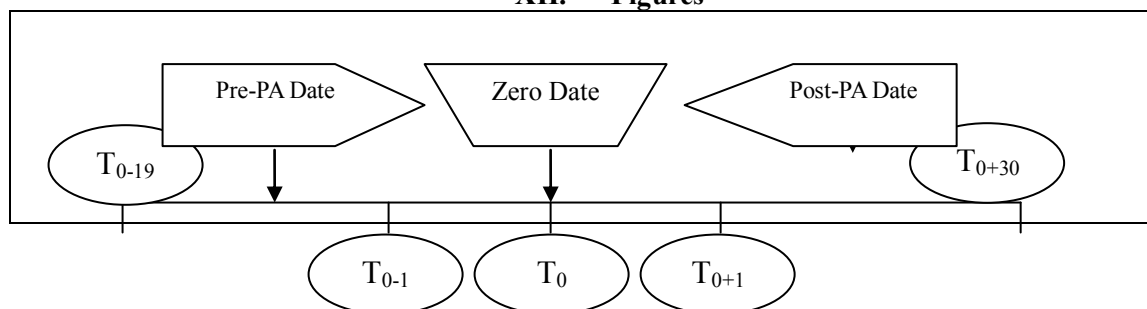 XII. Figures
Pre-PA Date
Zero Date
Post-PA Date
T0-19
T0+30
T0-1
T0
T0+1